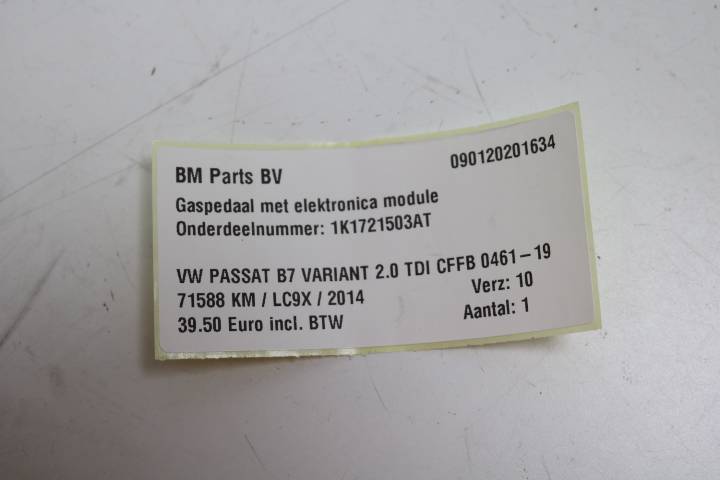 090120201634
BM Parts BV
Gaspedaal met elektronica module
Onderdeelnummer: 1K1721503AT
VW PASSAT B7 VARIANT 2.0 TDI CFFB 0461-19
71588 KM / LC9X / 2014 Verz: 10
39.50 Euro incl. BTW Aantal: 1